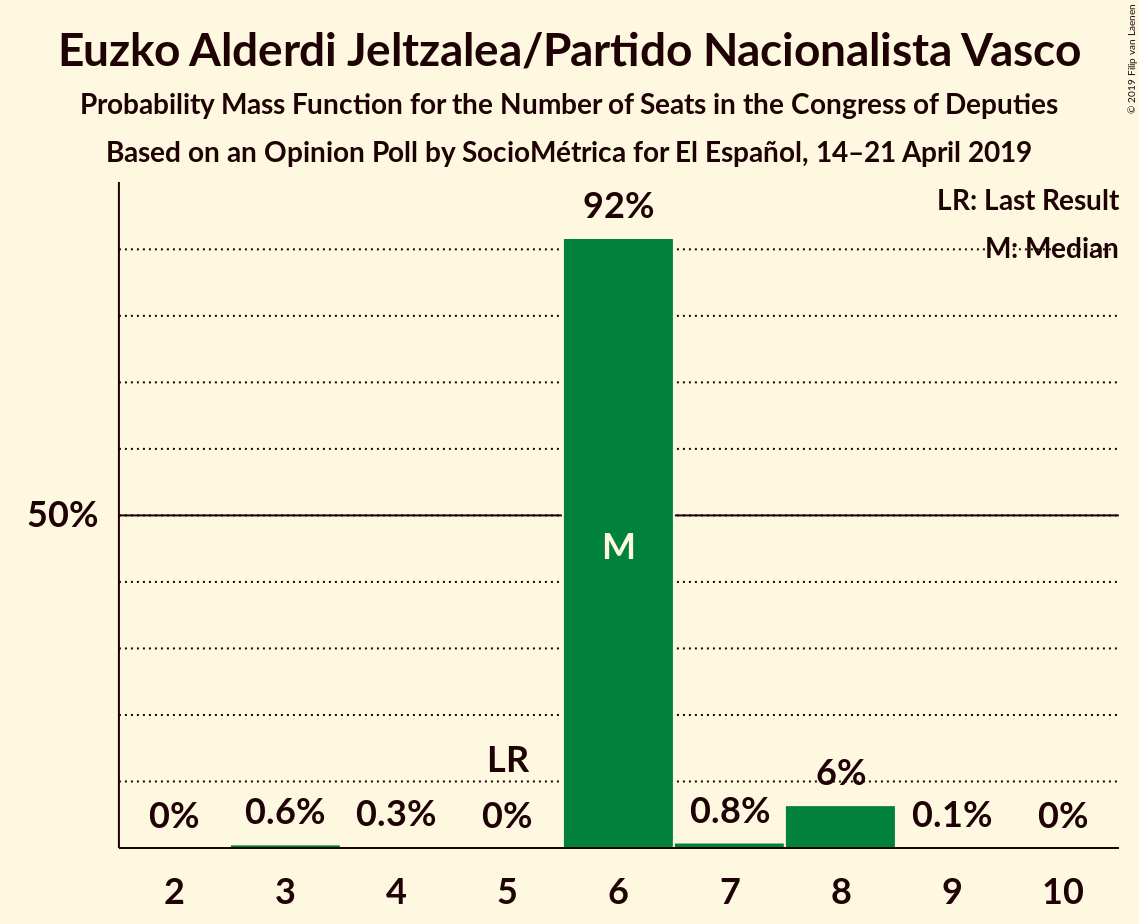 Euzko Alderdi Jeltzalea/Partido Nacionalista Vasco
Probability Mass Function for the Number of Seats in the Congress of Deputies
Based on an Opinion Poll by SocioMétrica for El Español, 14–21 April 2019
© 2019 Filip van Laenen
LR: Last Result
M: Median
92%
50%
M
LR
6%
0%
0.6%
0.3%
0%
0.8%
0.1%
0%
2 3 4 5 6 7 8 9 10